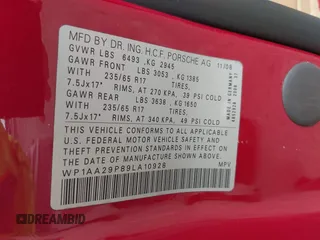 MFD BY DR. ING. H.C.F. PORSCHE AG 11/08
GVWR LBS 6493 ,KG 2945
GAWR FRONT LBS 3053 ,KG 1385
WITH 235/65 R17
7.5Jx17" RIMS, AT 270 KPA, 39 PSI COLD
GAWR REAR LBS 3638 ,KG 1650
WITH 235/65 R17
7.5Jx17" RIMS, AT 340 KPA, 49 PSI COLD
THIS VEHICLE CONFORMS TO ALL APPLICABLE
U.S. FEDERAL MOTOR VEHICLE SAFETY AND
THEFT PREVENTION STANDARDS IN EFFECT ON
THE DATE OF MANUFACTURE SHOWN ABOVE.
WP1AA29P89LA10928 MPV
GERMANY
DREAMBID